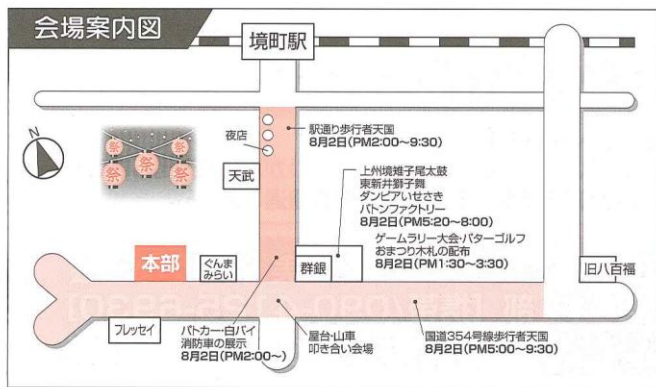 会場案内図
境町駅
N
祭
祭
祭
祭
夜店
駅通り歩行者天国
8月2日(PM2:00〜9:30)
天武
上州境雉子尾太鼓
東新井獅子舞
ダンピアいせさき
バトンファクトリー
8月2日(PM5:20〜8:00)
ゲームラリー大会・パターゴルフ
おまつり木札の配布
8月2日(PM1:30〜3:30)
本部
ぐんま
みらい
群銀
旧八百福
フレッセイ
パトカー・白バイ
消防車の展示
8月2日(PM2:00〜)
屋台・山車
叩き合い会場
国道354号線歩行者天国
8月2日(PM5:00〜9:30)